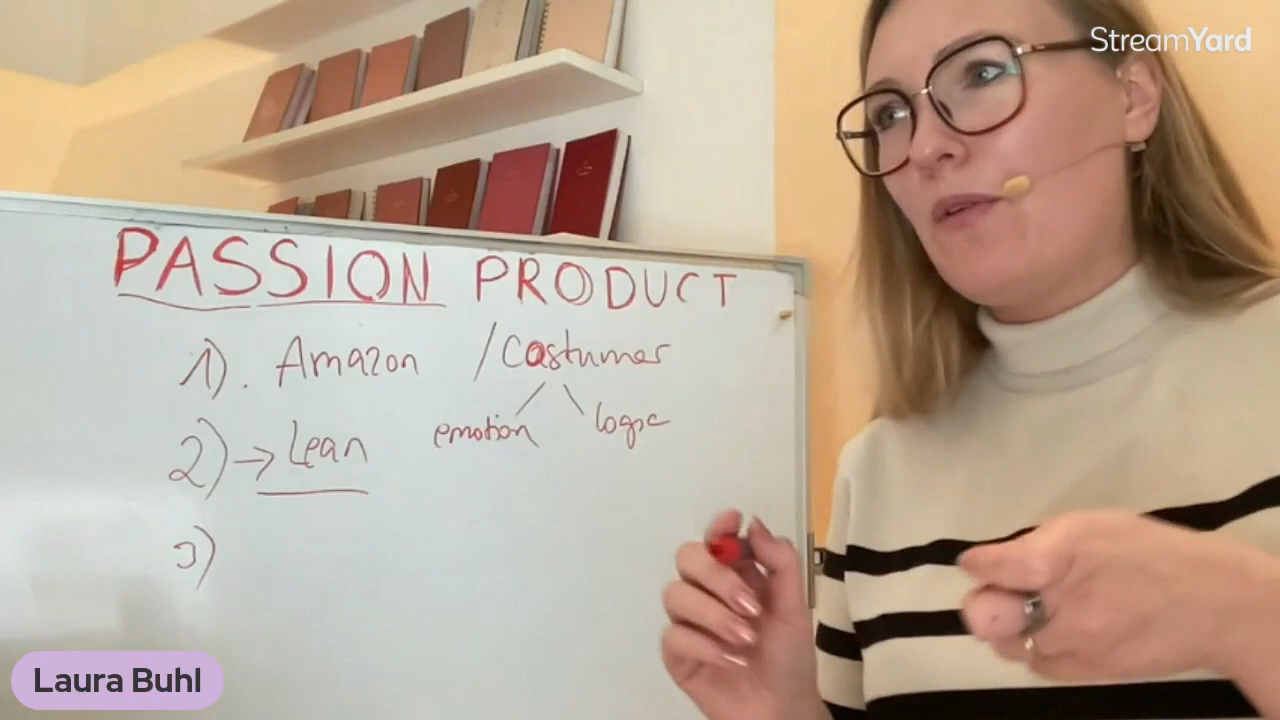 StreamYard
PASSION PRODUCT
1). Amazon /Costumer
emotion logic
2) → Lean
3)
Laura Buhl